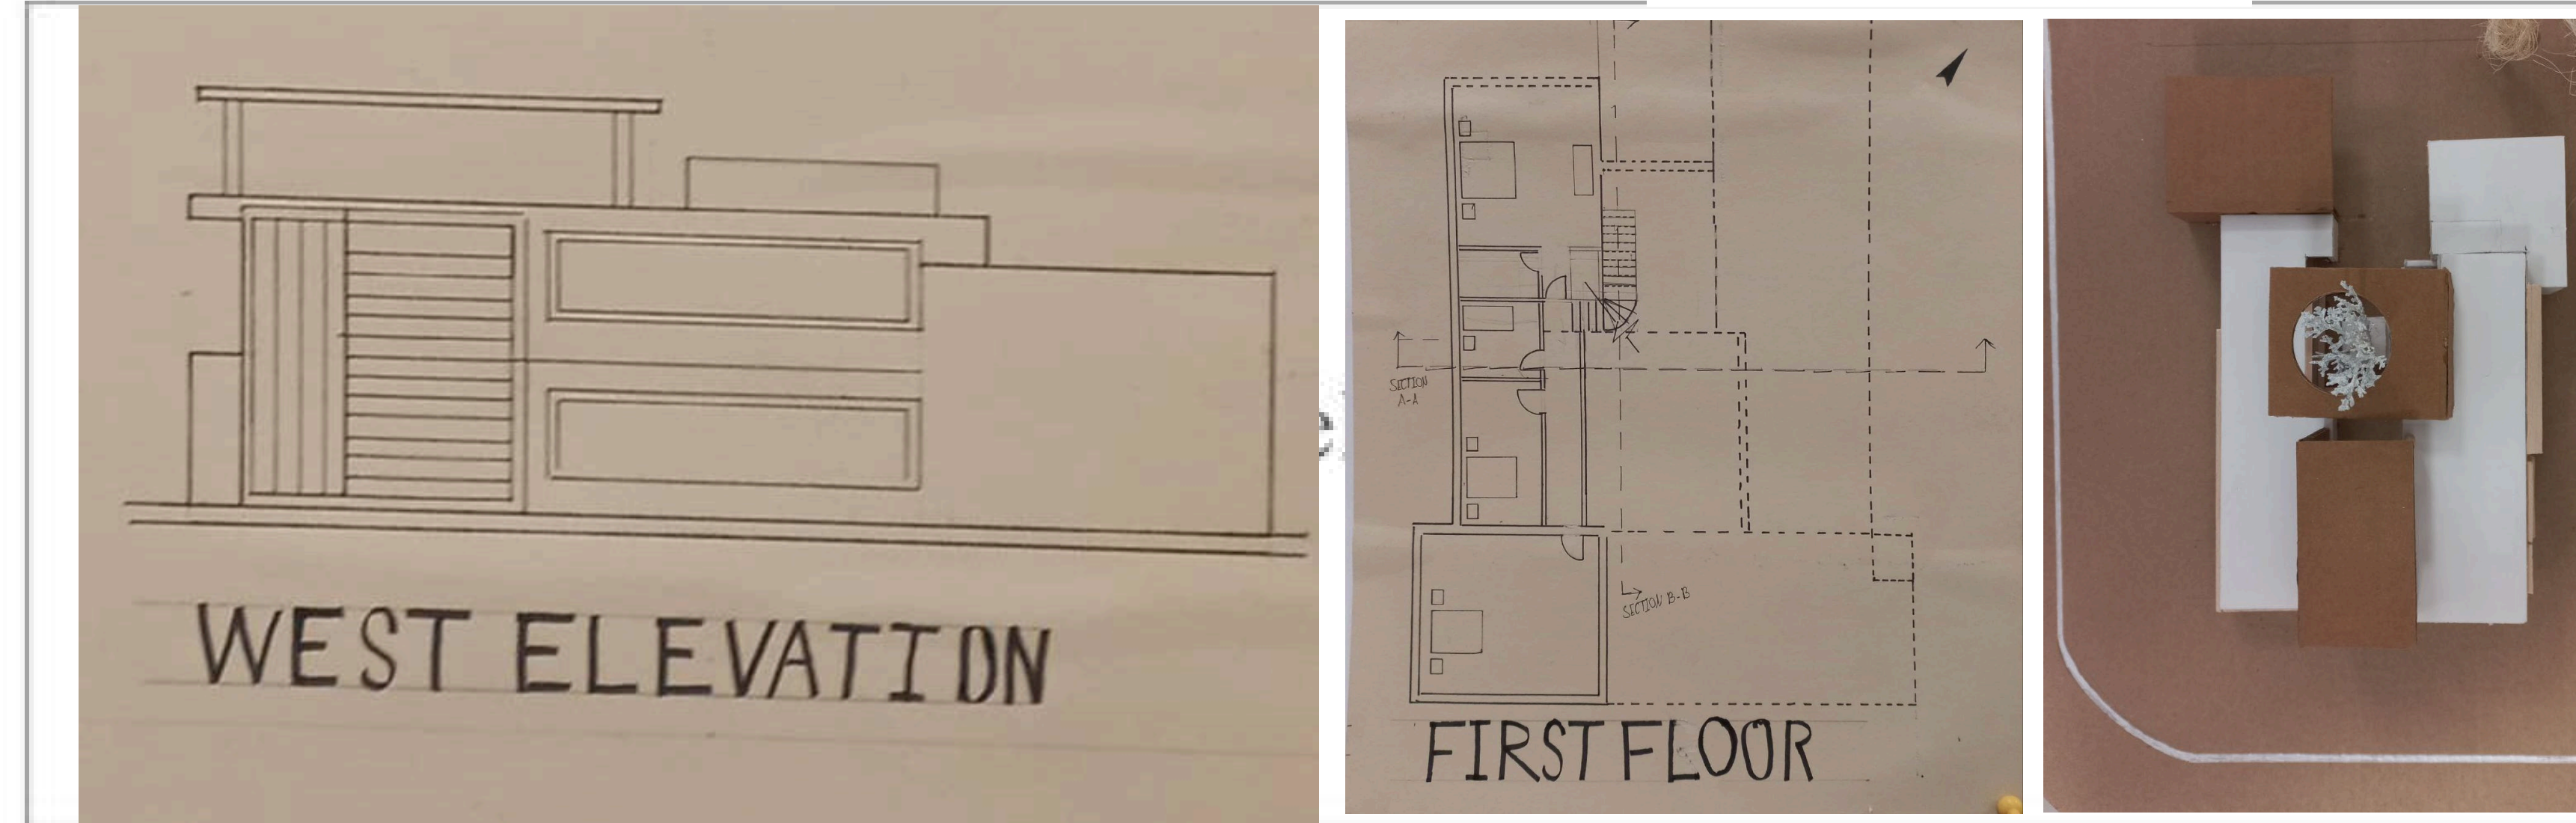 WEST ELEVATION
SECTION
A-A
SECTION B-B
FIRST FLOOR